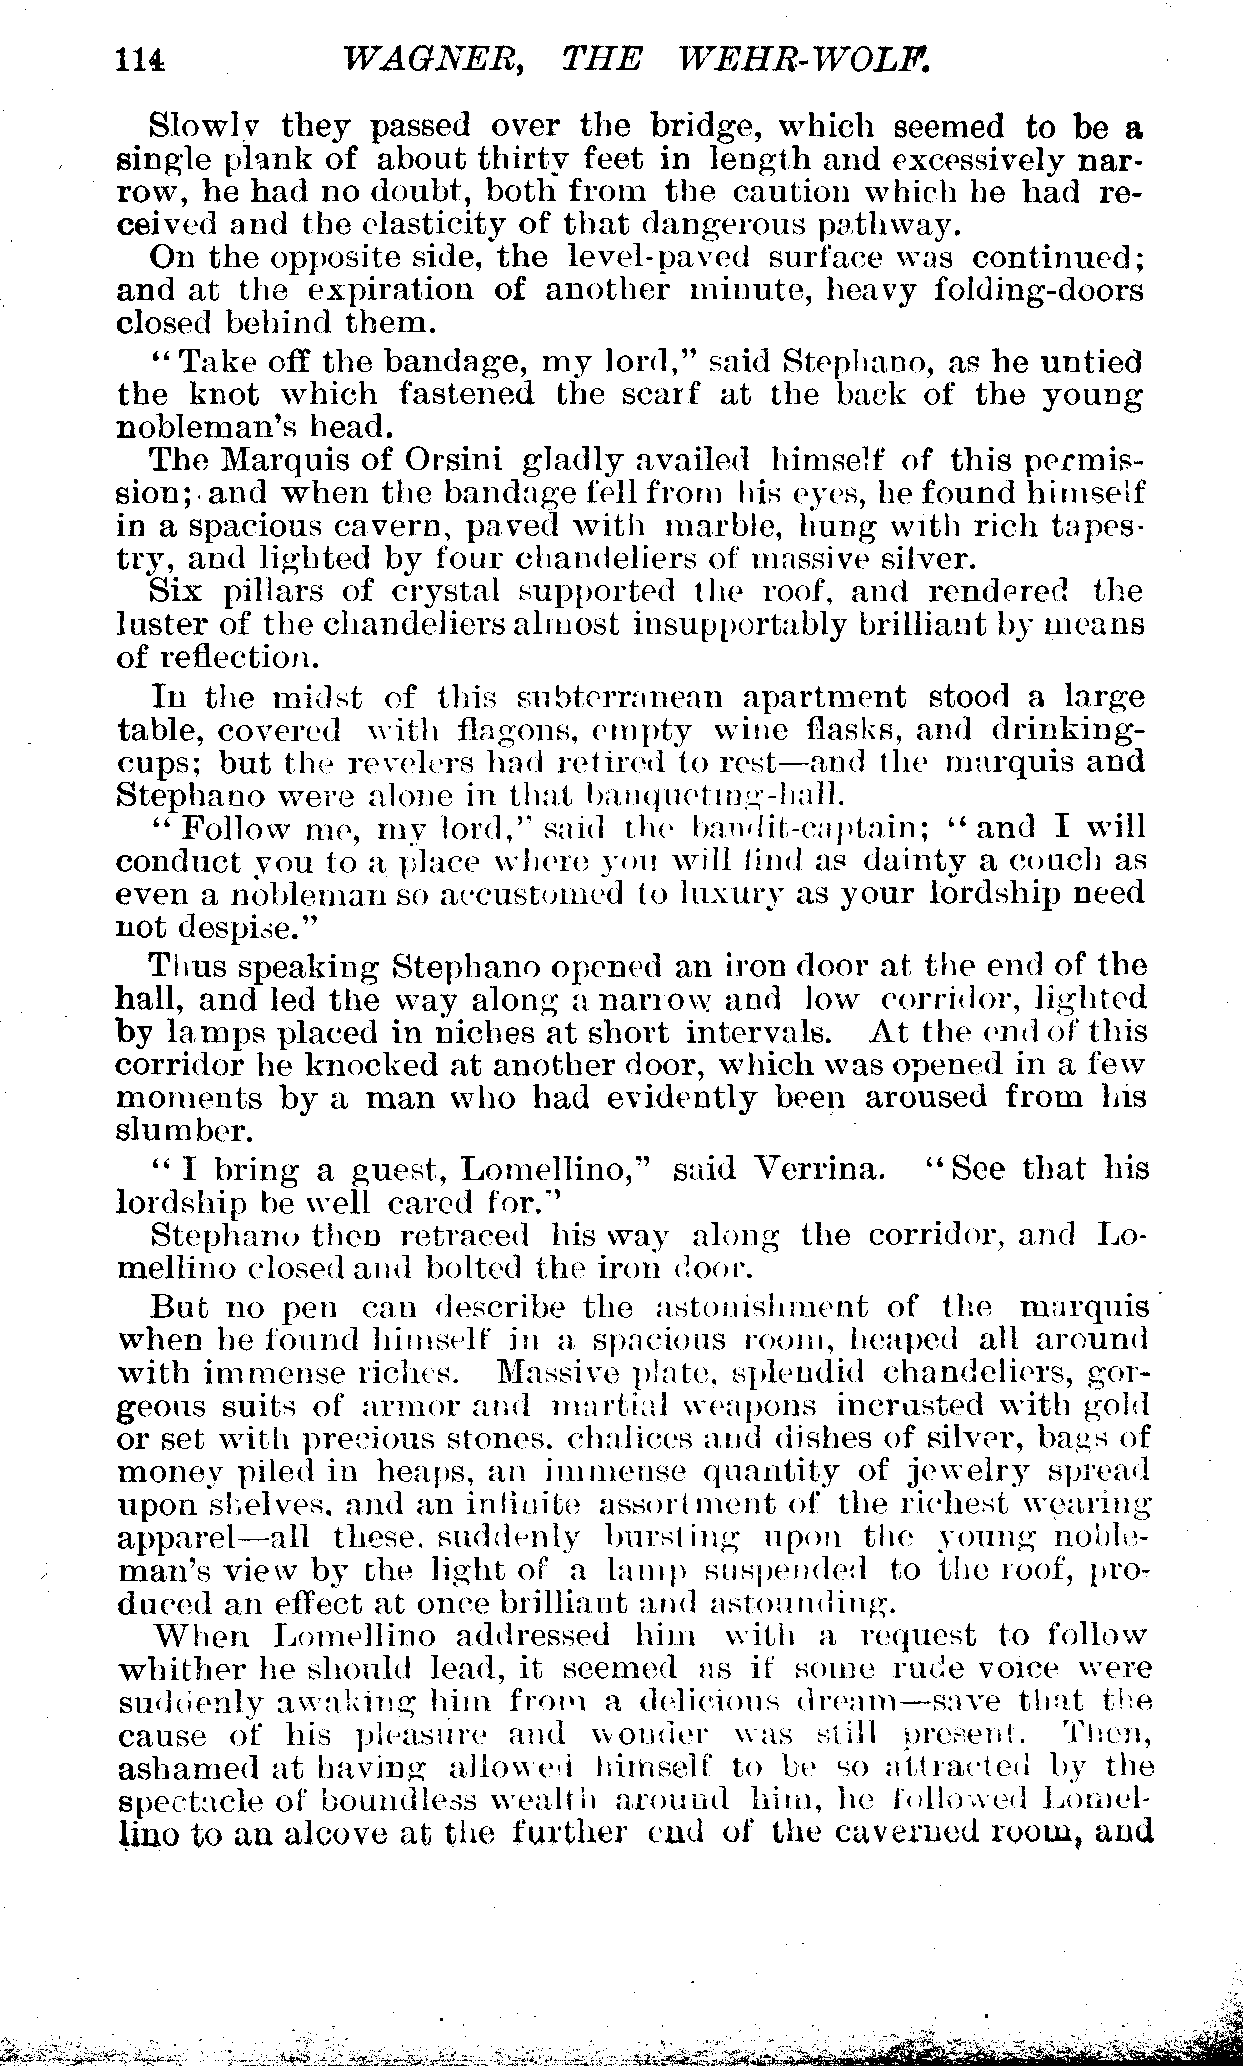 114 WAGNER, THE WEHR-WOLF.
Slowly they passed over the bridge, which seemed to be a
single plank of about thirty feet in length and excessively nar-
row, he had no doubt, both from the caution which he had re-
ceived and the elasticity of that dangerous pathway.
On the opposite side, the level-paved surface was continued;
and at the expiration of another minute, heavy folding-doors
closed behind them.
“Take off the bandage, my lord,” said Stephano, as he untied
the knot which fastened the scarf at the back of the young
nobleman's head.
The Marquis of Orsini gladly availed himself of this permis-
sion; and when the bandage fell from his eyes, he found himself
in a spacious cavern, paved with marble, hung with rich tapes-
try, and lighted by four chandeliers of massive silver.
Six pillars of crystal supported the roof, and rendered the
luster of the chandeliers almost insupportably brilliant by means
of reflection.
In the midst of this subterranean apartment stood a large
table, covered with flagons, empty wine flasks, and drinking-
cups; but the revelers had retired to rest—and the marquis and
Stephano were alone in that banqueting-hall.
“Follow me, my lord,” said the bandit-captain; “and I will
conduct you to a place where you will find as dainty a couch as
even a nobleman so accustomed to luxury as your lordship need
not despise.”
Thus speaking Stephano opened an iron door at the end of the
hall, and led the way along a narrow and low corridor, lighted
by lamps placed in niches at short intervals. At the end of this
corridor he knocked at another door, which was opened in a few
moments by a man who had evidently been aroused from his
slumber.
“I bring a guest, Lomellino,” said Verrina. “See that his
lordship be well cared for.”
Stephano then retraced his way along the corridor, and Lo-
mellino closed and bolted the iron door.
But no pen can describe the astonishment of the marquis
when he found himself in a spacious room, heaped all around
with immense riches. Massive plate, splendid chandeliers, gor-
geous suits of armor and martial weapons incrusted with gold
or set with precious stones, chalices and dishes of silver, bags of
money piled in heaps, an immense quantity of jewelry spread
upon shelves, and an infinite assortment of the richest wearing
apparel—all these, suddenly bursting upon the young noble-
man's view by the light of a lamp suspended to the roof, pro-
duced an effect at once brilliant and astounding.
When Lomellino addressed him with a request to follow
whither he should lead, it seemed as if some rude voice were
suddenly awaking him from a delicious dream—save that the
cause of his pleasure and wonder was still present. Then,
ashamed at having allowed himself to be so attracted by the
spectacle of boundless wealth around him, he followed Lomel-
lino to an alcove at the further end of the caverned room, and